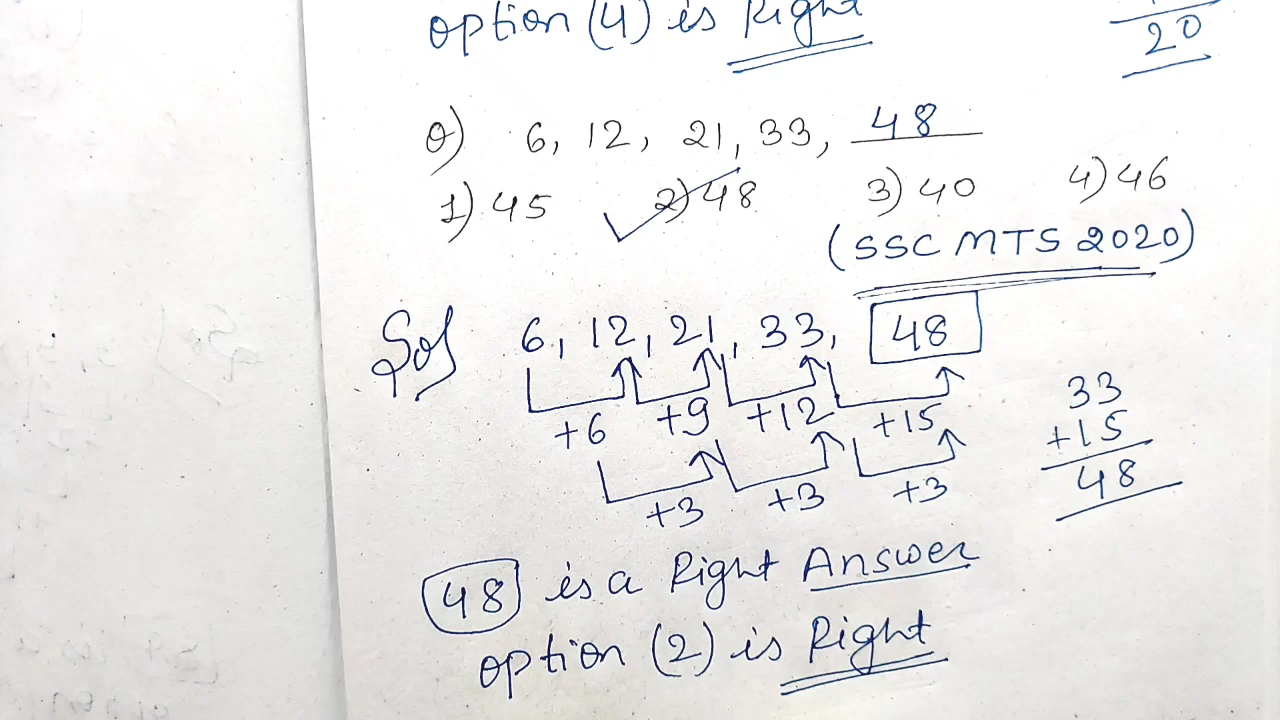 option (4) is Right
20
Q) 6, 12, 21, 33, 48
1) 45 2) 48 3) 40 4) 46
(SSC MTS 2020)
Sol 6, 12, 21, 33, 48
+6 +9 +12 +15
+3 +3 +3
33
+15
48
48 is a Right Answer
option (2) is Right